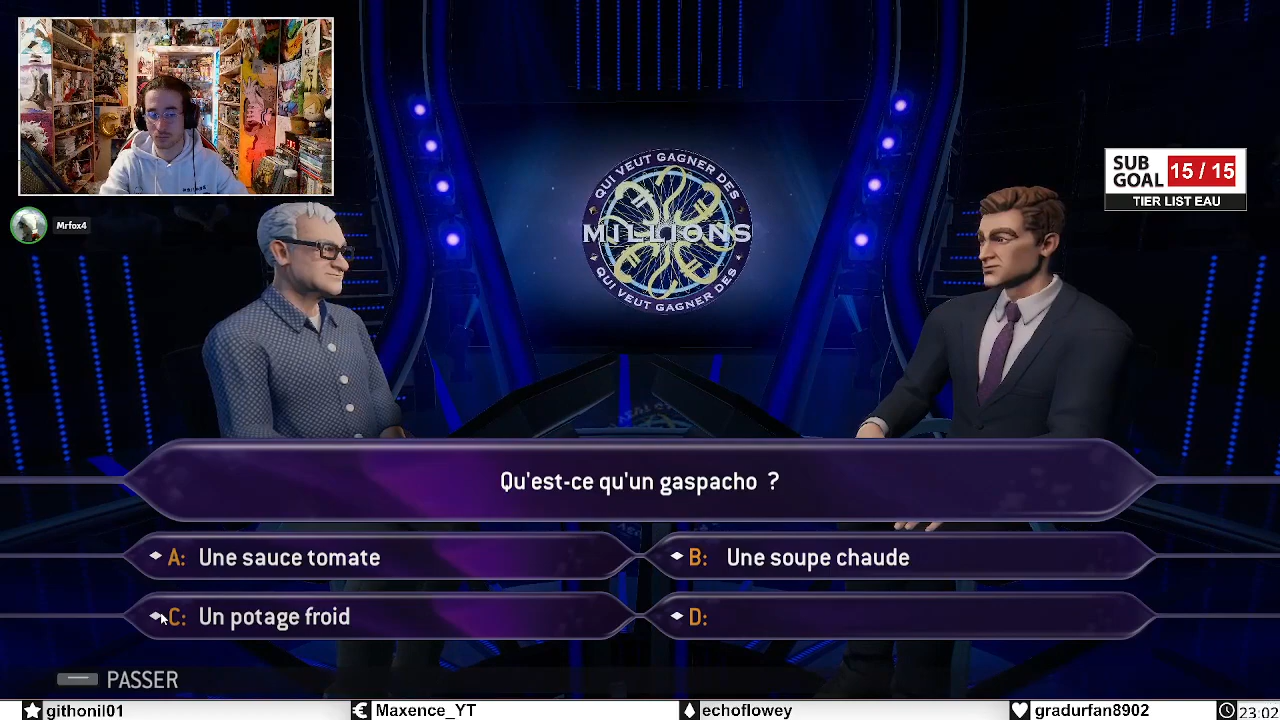 SUB GOAL 15 / 15
TIER LIST EAU
Mrfox4
QUI VEUT GAGNER DES
MILLIONS
QUI VEUT GAGNER DES
Qu'est-ce qu'un gaspacho ?
A: Une sauce tomate
B: Une soupe chaude
C: Un potage froid
D:
PASSER
githonil01
Maxence_YT
echoflowey
gradurfan8902
23:02